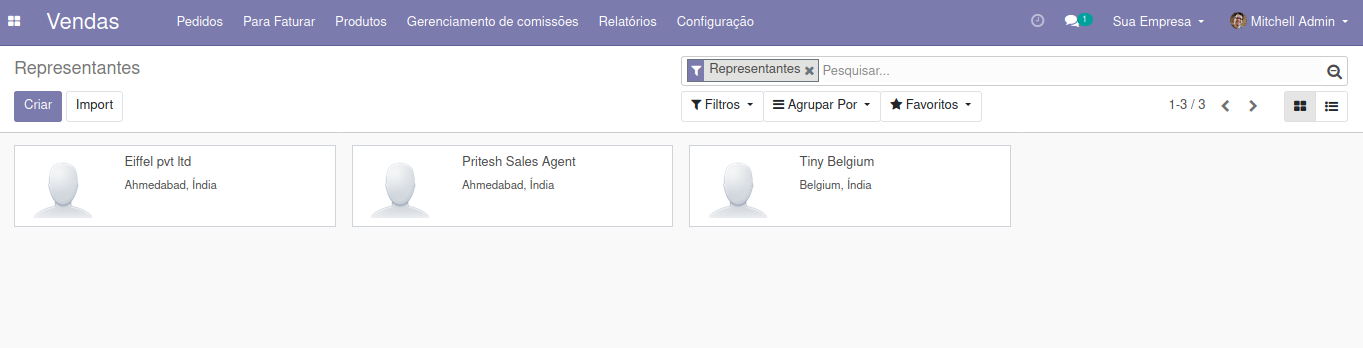 Vendas Pedidos Para Faturar Produtos Gerenciamento de comissões Relatórios Configuração 1 Sua Empresa Mitchell Admin
Representantes
Representantes Pesquisar...
Criar Import
Filtros Agrupar Por Favoritos 1-3 / 3
Eiffel pvt ltd
Ahmedabad, Índia
Pritesh Sales Agent
Ahmedabad, Índia
Tiny Belgium
Belgium, Índia